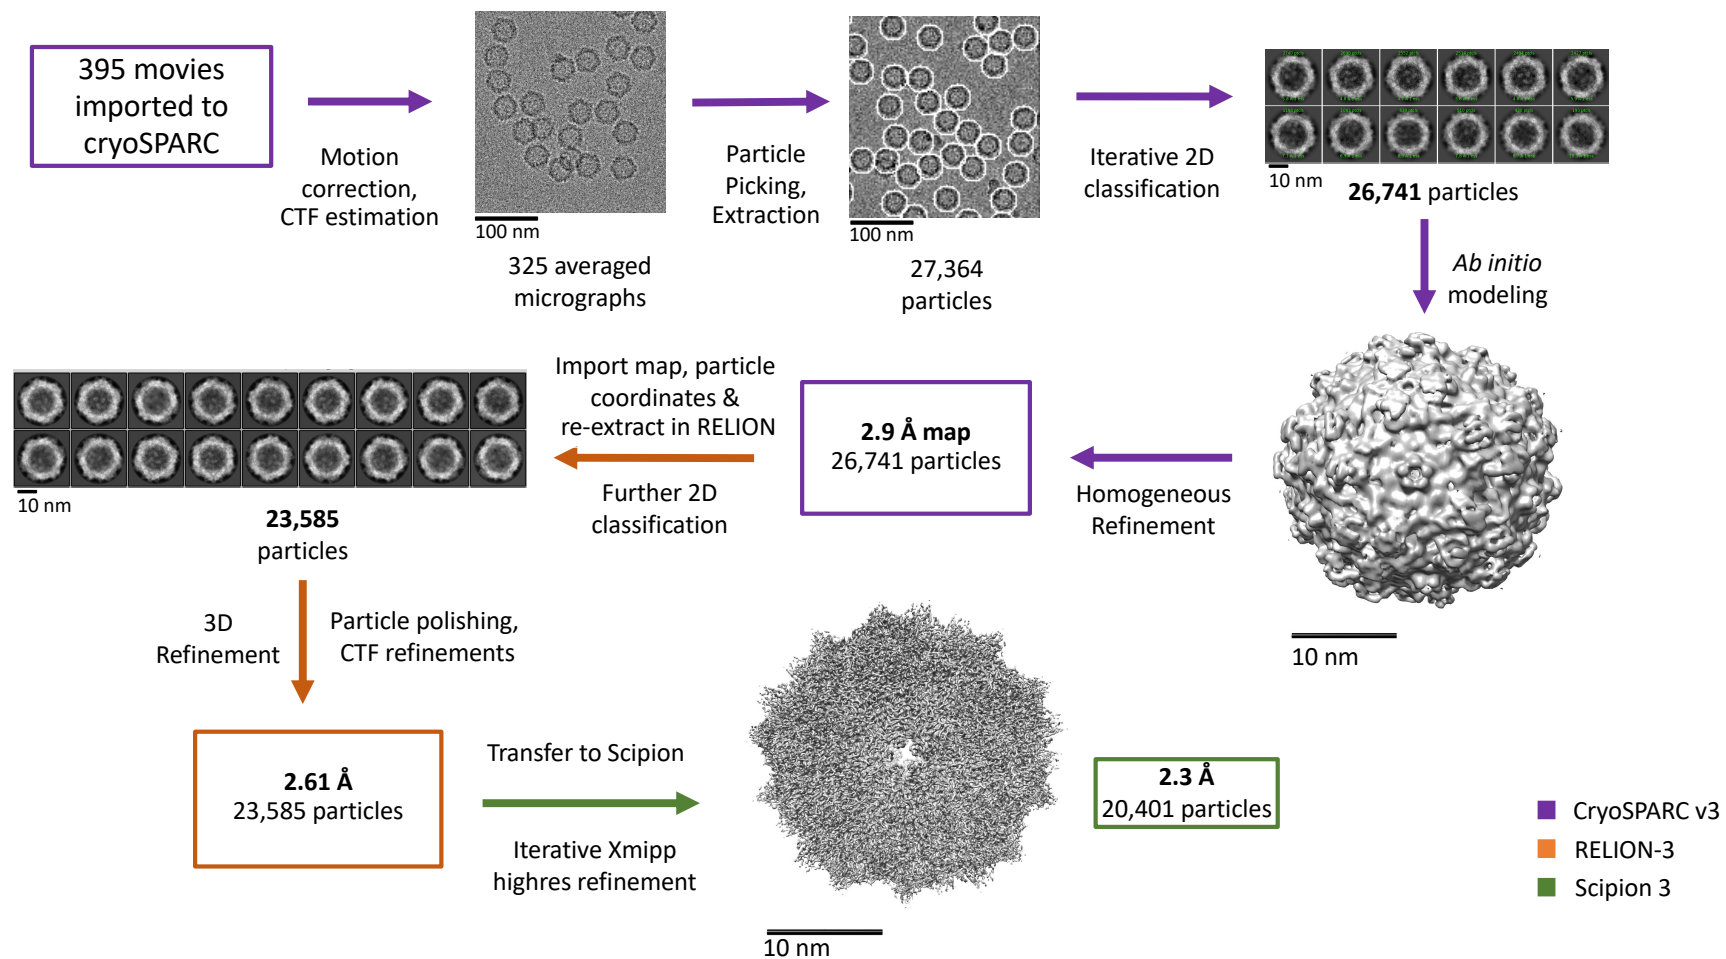 395 movies
imported to
cryoSPARC
Motion
correction,
CTF estimation
100 nm
325 averaged
micrographs
Particle
Picking,
Extraction
100 nm
27,364
particles
Iterative 2D
classification
10 nm
26,741 particles
Ab initio
modeling
10 nm
Homogeneous
Refinement
2.9 Å map
26,741 particles
Import map, particle
coordinates &
re-extract in RELION
Further 2D
classification
10 nm
23,585
particles
3D
Refinement
Particle polishing,
CTF refinements
2.61 Å
23,585 particles
Transfer to Scipion
Iterative Xmipp
highres refinement
10 nm
2.3 Å
20,401 particles
CryoSPARC v3
RELION-3
Scipion 3